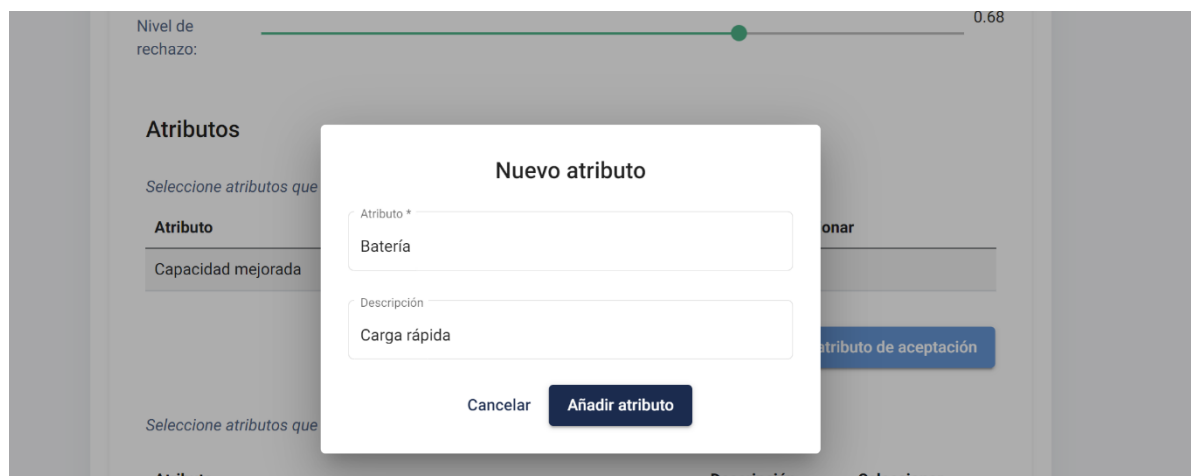 Nivel de
rechazo:
0.68
Atributos
Seleccione atributos que
Atributo
onar
Capacidad mejorada
atributo de aceptación
Nuevo atributo
Atributo *
Batería
Descripción
Carga rápida
Cancelar
Añadir atributo
Seleccione atributos que